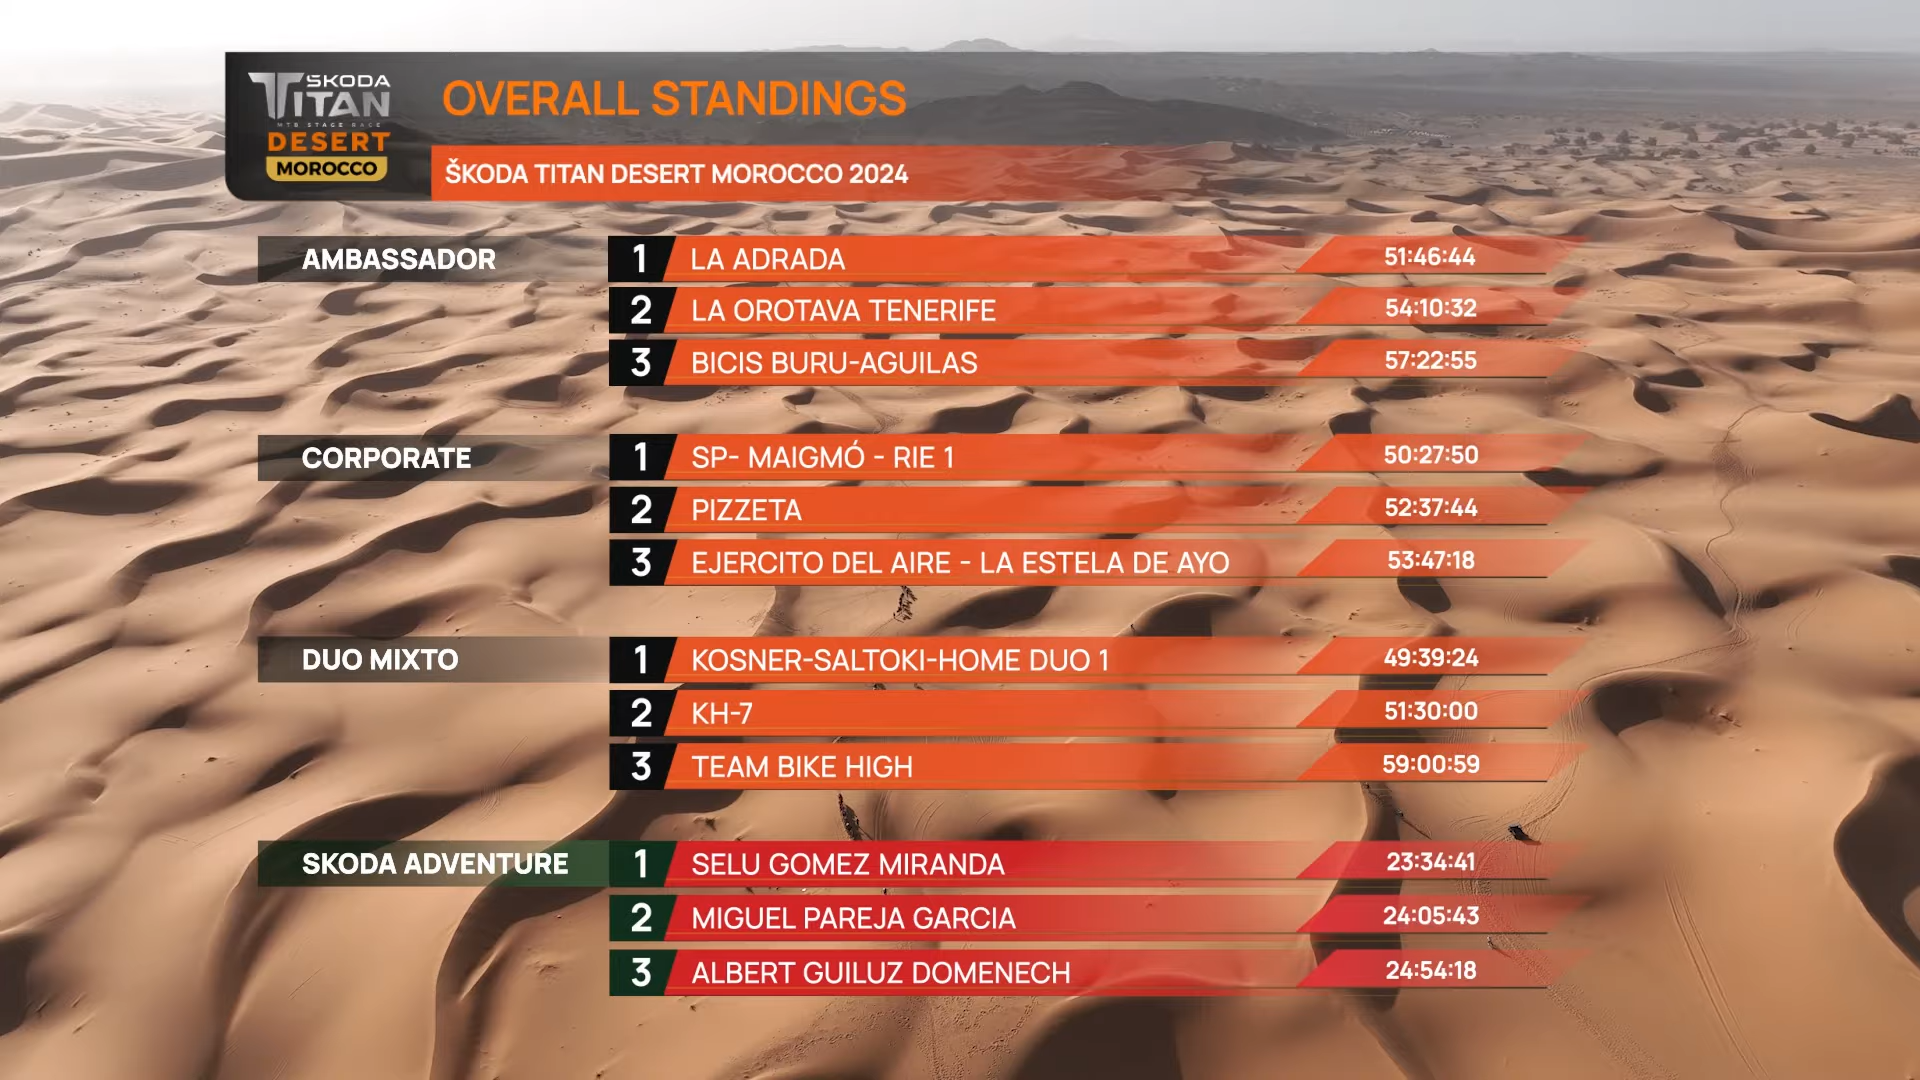 SKODA
TITAN
MTB STAGE RACE
DESERT
MOROCCO
OVERALL STANDINGS
ŠKODA TITAN DESERT MOROCCO 2024
AMBASSADOR
1 LA ADRADA 51:46:44
2 LA OROTAVA TENERIFE 54:10:32
3 BICIS BURU-AGUILAS 57:22:55
CORPORATE
1 SP- MAIGMÓ - RIE 1 50:27:50
2 PIZZETA 52:37:44
3 EJERCITO DEL AIRE - LA ESTELA DE AYO 53:47:18
DUO MIXTO
1 KOSNER-SALTOKI-HOME DUO 1 49:39:24
2 KH-7 51:30:00
3 TEAM BIKE HIGH 59:00:59
SKODA ADVENTURE
1 SELU GOMEZ MIRANDA 23:34:41
2 MIGUEL PAREJA GARCIA 24:05:43
3 ALBERT GUILUZ DOMENECH 24:54:18